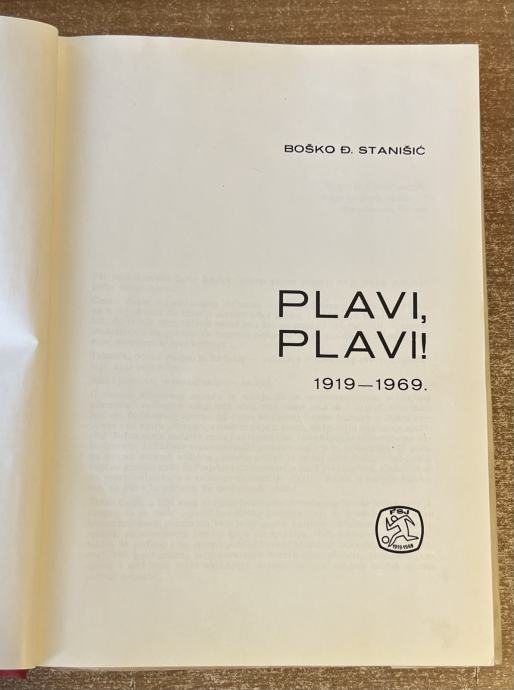 BOŠKO Đ. STANIŠIĆ
PLAVI,
PLAVI!
1919—1969.
FSJ
1919-1969